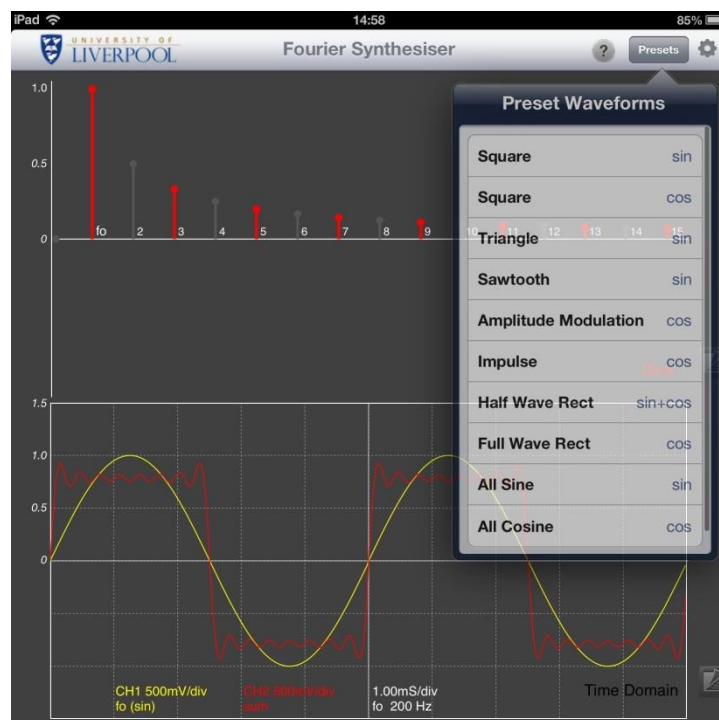 iPad 14:58 85%
UNIVERSITY OF
LIVERPOOL
Fourier Synthesiser
? Presets
Preset Waveforms
Square sin
Square cos
Triangle sin
Sawtooth sin
Amplitude Modulation cos
Impulse cos
Half Wave Rect sin+cos
Full Wave Rect cos
All Sine sin
All Cosine cos
1.0
0.5
0
fo 2 3 4 5 6 7 8 9 10 11 12 13 14 15
1.5
1.0
0.5
0
CH1 500mV/div
fo (sin)
CH2 500mV/div
sum
1.00mS/div
fo 200 Hz
Time Domain